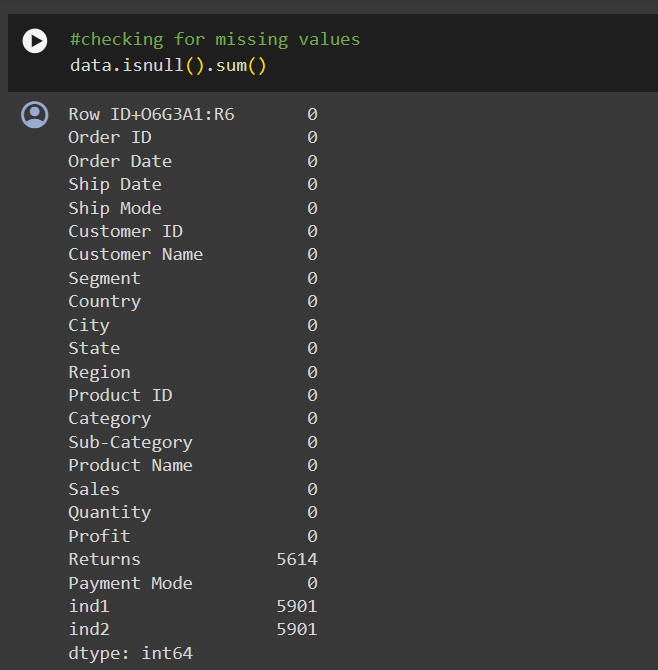 #checking for missing values
data.isnull().sum()
Row ID+O6G3A1:R6 0
Order ID 0
Order Date 0
Ship Date 0
Ship Mode 0
Customer ID 0
Customer Name 0
Segment 0
Country 0
City 0
State 0
Region 0
Product ID 0
Category 0
Sub-Category 0
Product Name 0
Sales 0
Quantity 0
Profit 0
Returns 5614
Payment Mode 0
ind1 5901
ind2 5901
dtype: int64